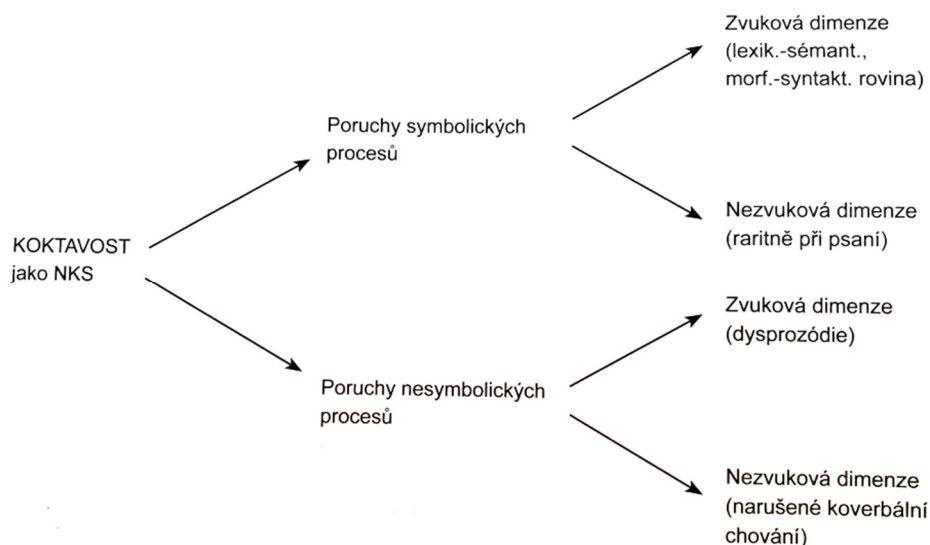 Zvuková dimenze
(lexik.-sémant.,
morf.-syntakt. rovina)
Poruchy symbolických
procesů
Nezvuková dimenze
(raritně při psaní)
KOKTAVOST
jako NKS
Zvuková dimenze
(dysprozódie)
Poruchy nesymbolických
procesů
Nezvuková dimenze
(narušené koverbální
chování)